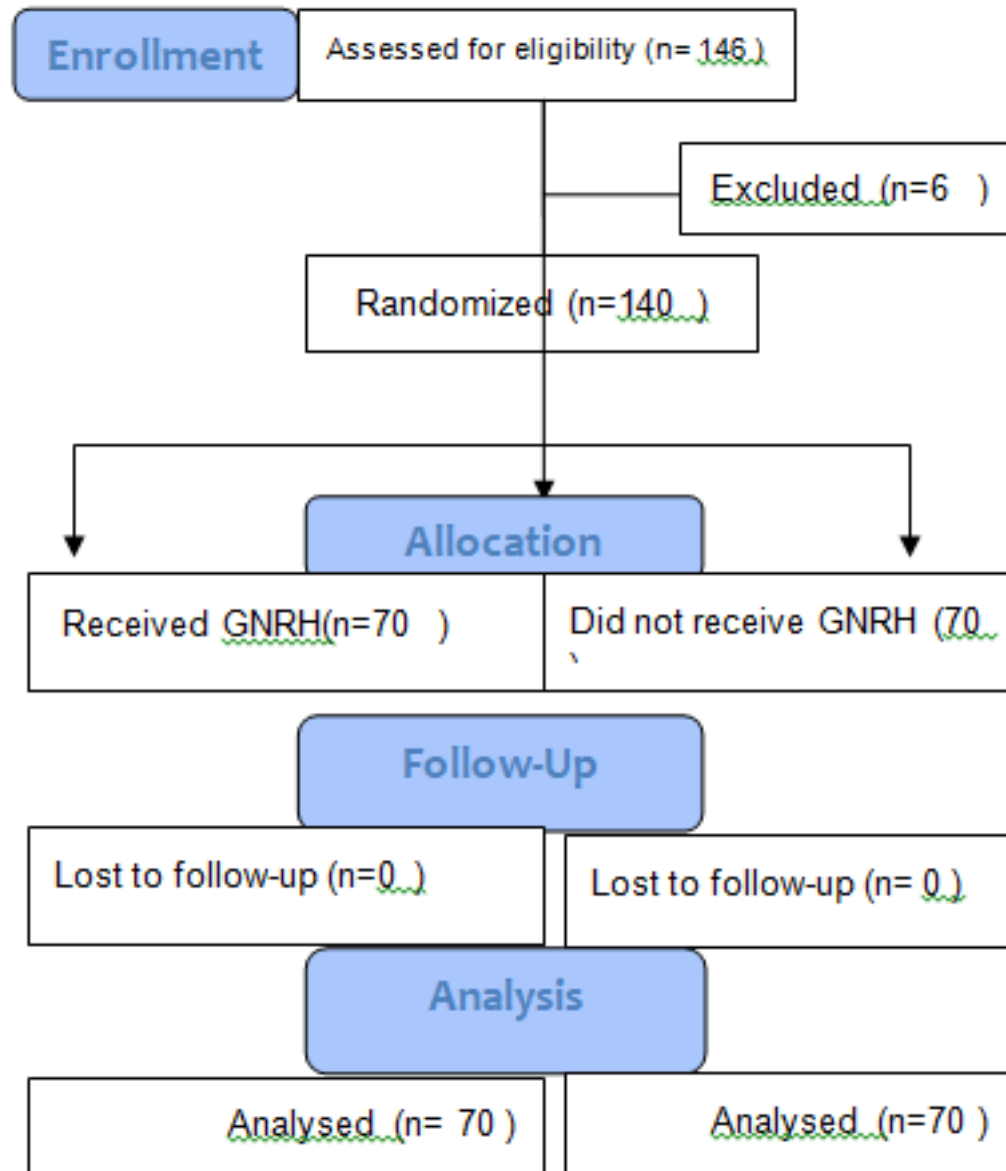 Enrollment
Assessed for eligibility (n= 146 )
Excluded (n=6 )
Randomized (n=140 )
Allocation
Received GNRH(n=70 )
Did not receive GNRH (70
)
Follow-Up
Lost to follow-up (n=0 )
Lost to follow-up (n= 0 )
Analysis
Analysed (n= 70 )
Analysed (n=70 )